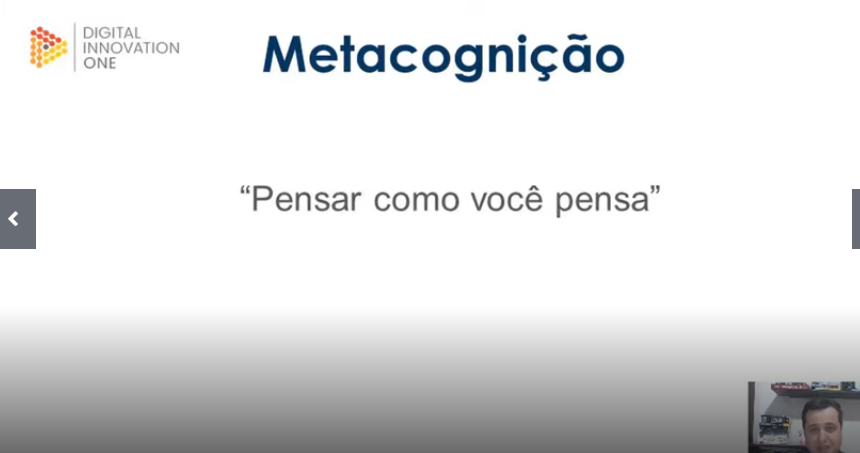 DIGITAL
INNOVATION
ONE
Metacognição
“Pensar como você pensa”